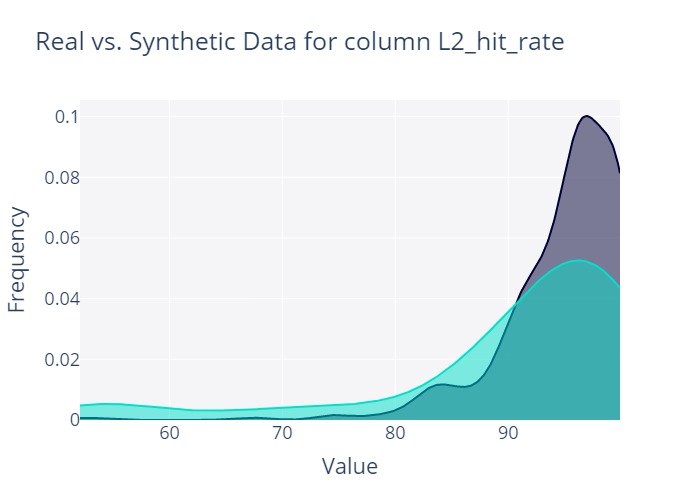 Real vs. Synthetic Data for column L2_hit_rate
0.1
0.08
0.06
0.04
0.02
0
60 70 80 90
Frequency
Value